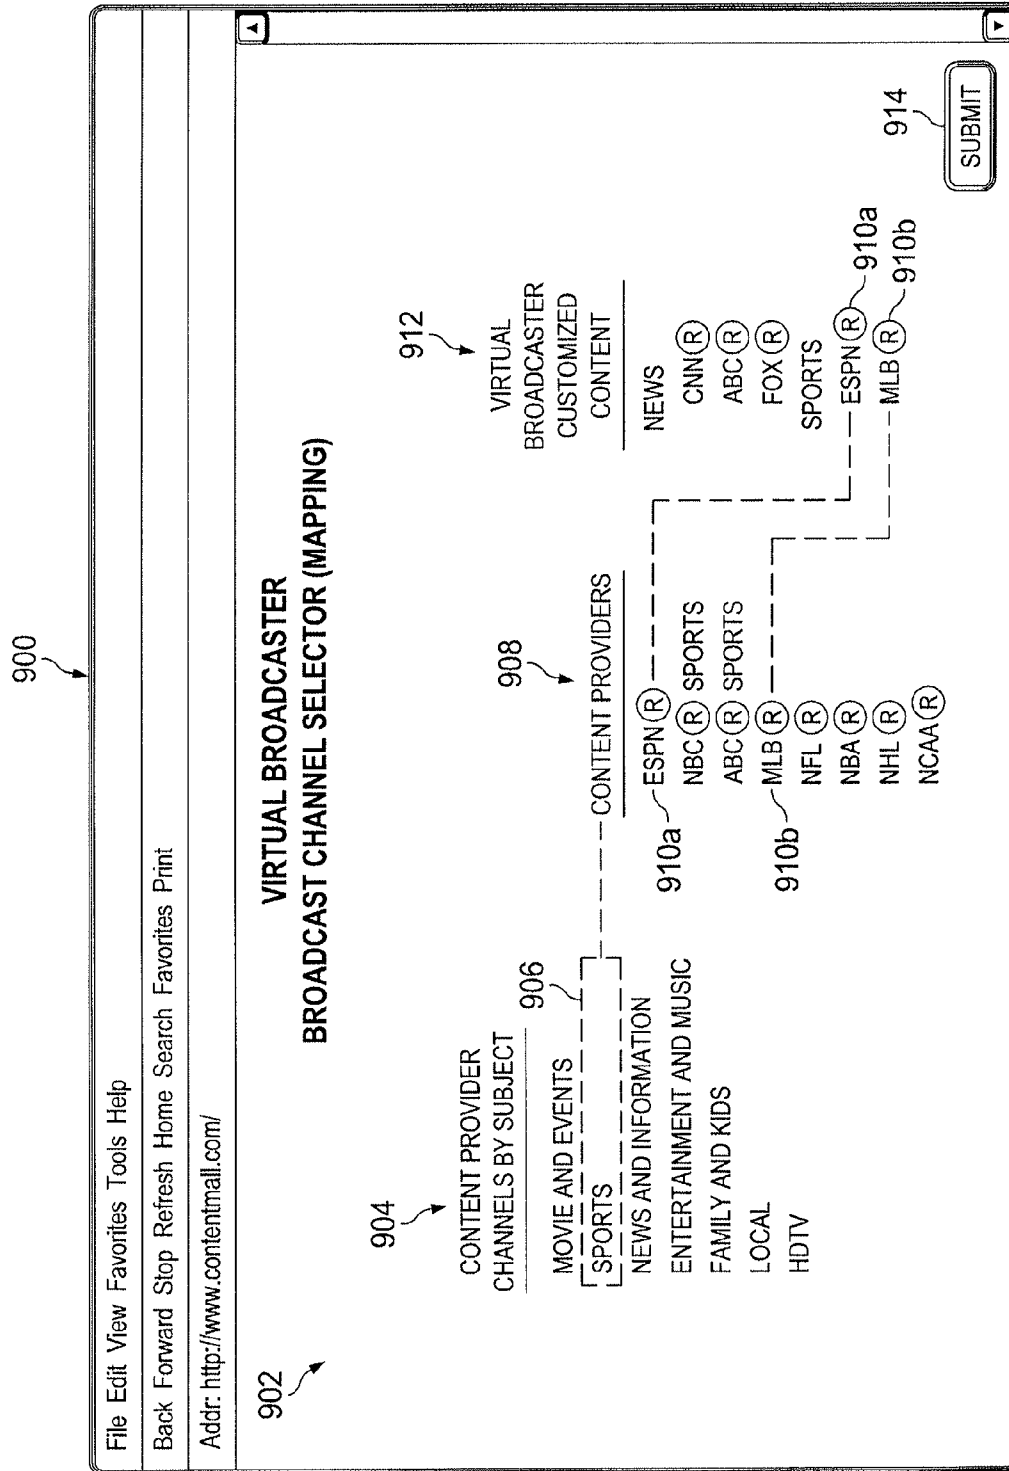 900
File Edit View Favorites Tools Help
Back Forward Stop Refresh Home Search Favorites Print
Addr: http://www.contentmall.com/
902
VIRTUAL BROADCASTER
BROADCAST CHANNEL SELECTOR (MAPPING)
904
CONTENT PROVIDER
CHANNELS BY SUBJECT
MOVIE AND EVENTS
906
SPORTS
NEWS AND INFORMATION
ENTERTAINMENT AND MUSIC
FAMILY AND KIDS
LOCAL
HDTV
908
CONTENT PROVIDERS
910a
ESPN Ⓡ
NBC Ⓡ SPORTS
ABC Ⓡ SPORTS
910b
MLB Ⓡ
NFL Ⓡ
NBA Ⓡ
NHL Ⓡ
NCAA Ⓡ
912
VIRTUAL
BROADCASTER
CUSTOMIZED
CONTENT
NEWS
CNN Ⓡ
ABC Ⓡ
FOX Ⓡ
SPORTS
ESPN Ⓡ 910a
MLB Ⓡ 910b
914
SUBMIT